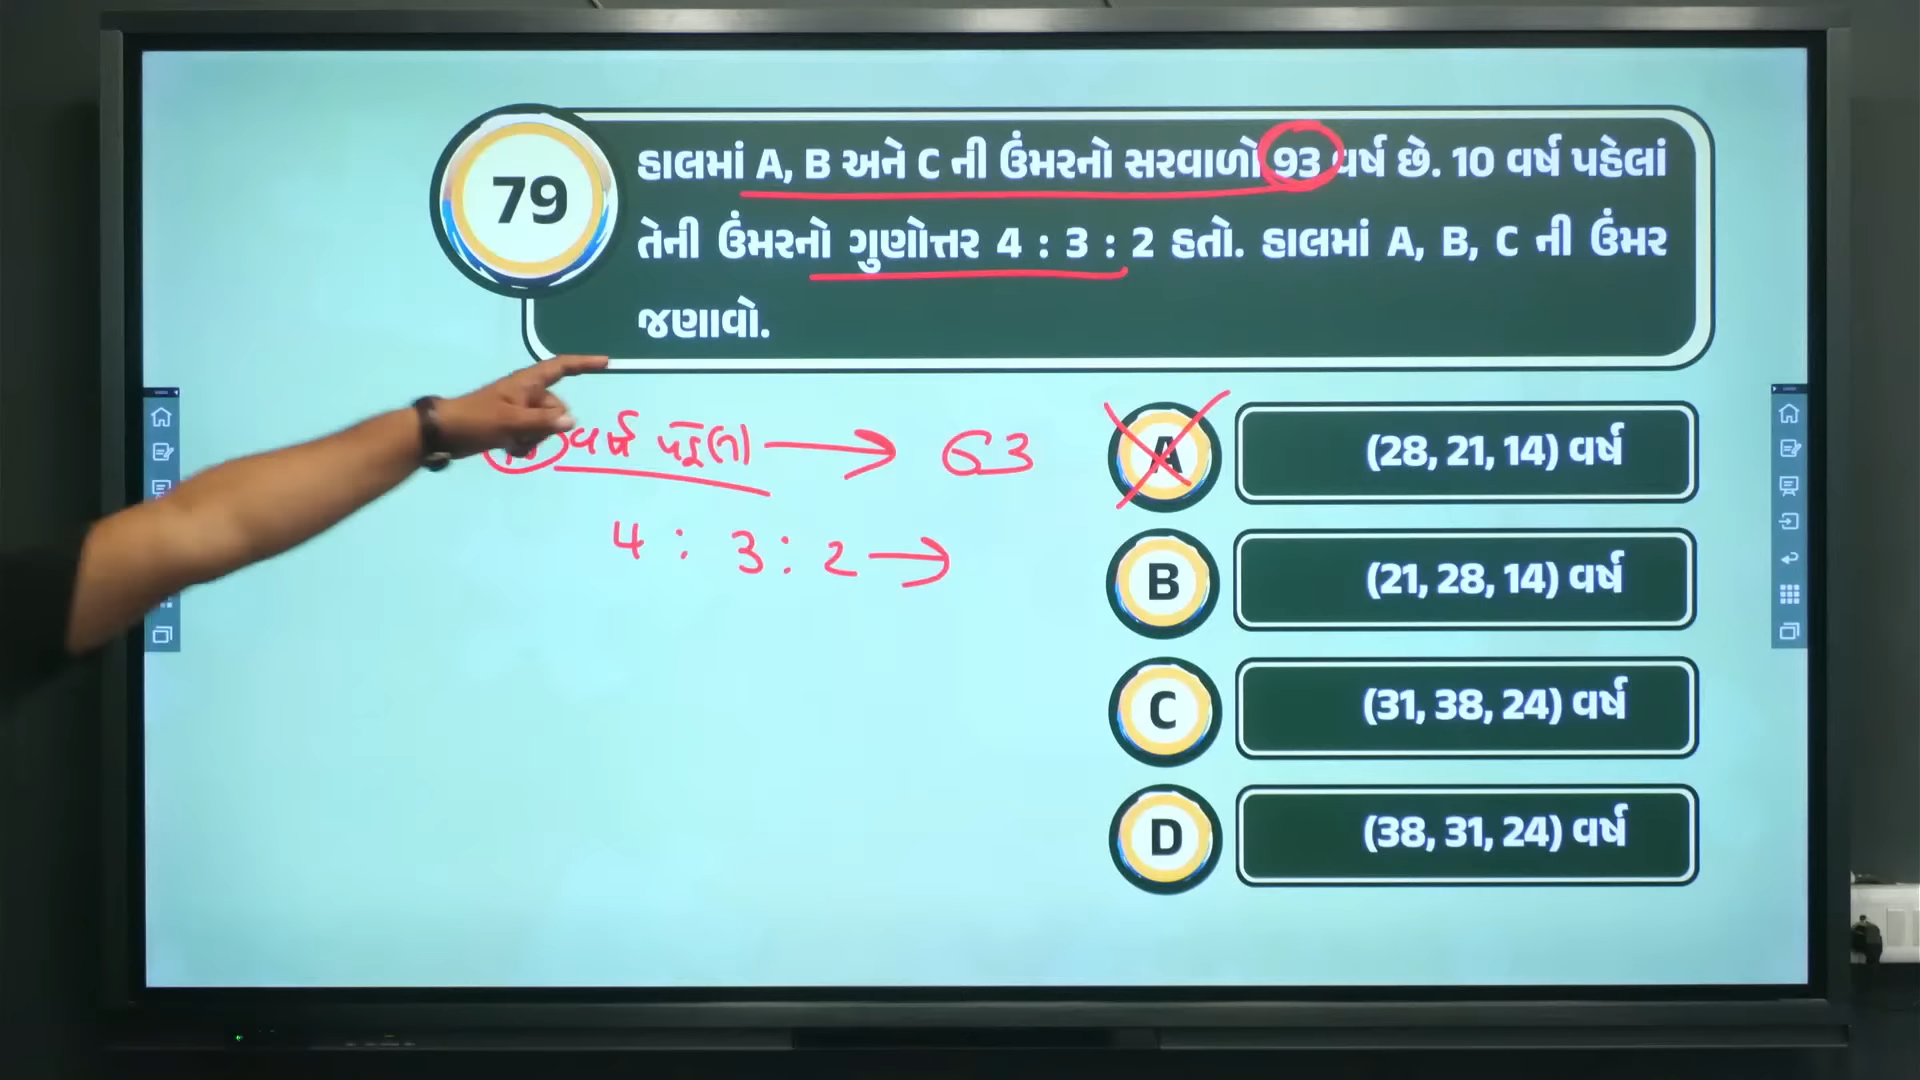 79
હાલમાં A, B અને C ની ઉંમરનો સરવાળો 93 વર્ષ છે. 10 વર્ષ પહેલાં
તેની ઉંમરનો ગુણોત્તર 4 : 3 : 2 હતો. હાલમાં A, B, C ની ઉંમર
જણાવો.
વર્ષ → 63
4 : 3 : 2 →
A (28, 21, 14) વર્ષ
B (21, 28, 14) વર્ષ
C (31, 38, 24) વર્ષ
D (38, 31, 24) વર્ષ